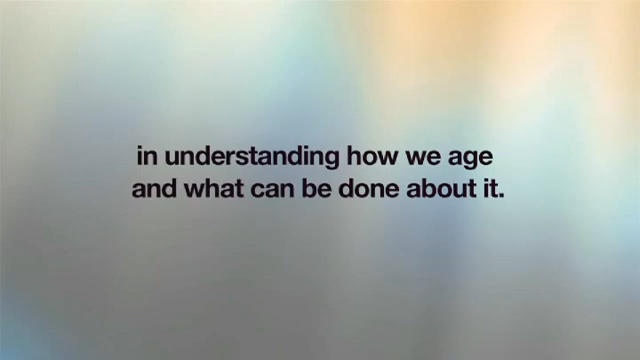 in understanding how we age
and what can be done about it.